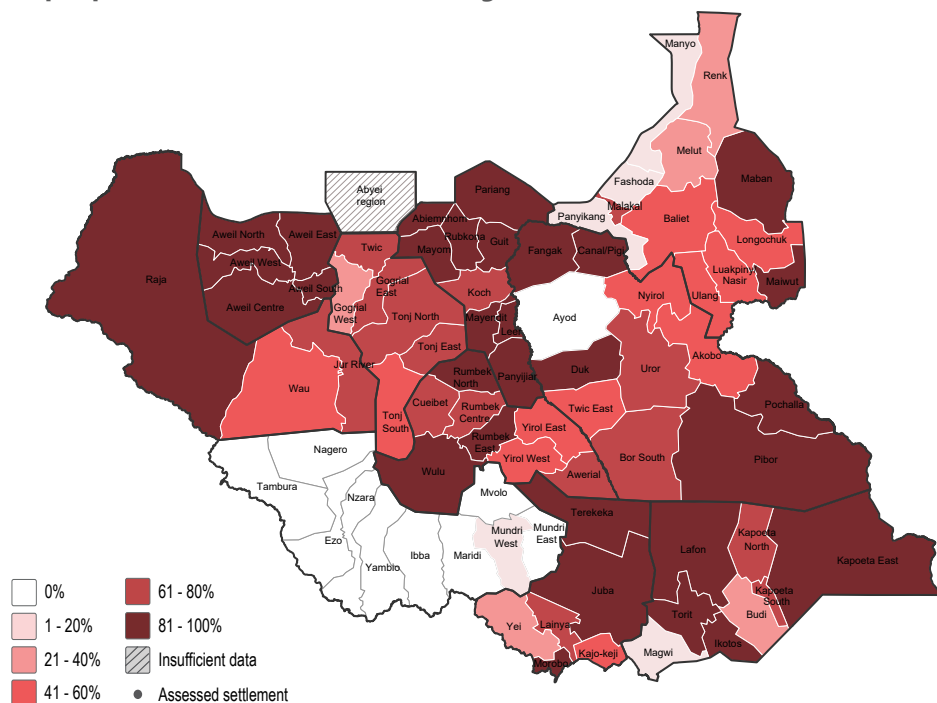 Manyo
Renk
Melut
Maban
Fashoda
Abyei
region
Pariang
Malakal
Panyikang
Baliet
Abiemnhom
Rubkona
Guit
Mayom
Aweil North
Aweil East
Aweil West
Aweil South
Aweil Centre
Raja
Twic
Gogrial
East
Gogrial
West
Fangak
Canal/Pigi
Longochuk
Luakpiny/
Nasir
Maiwut
Ulang
Nyirol
Koch
Tonj North
Mayendit
Leer
Ayod
Akobo
Tonj East
Jur River
Wau
Rumbek
North
Panyijiar
Duk
Uror
Pochalla
Cueibet
Rumbek
Centre
Tonj
South
Twic East
Yirol East
Rumbek
East
Yirol West
Bor South
Pibor
Awerial
Wulu
Nagero
Tambura
Nzara
Mvolo
Ezo
Yambio
Ibba
Maridi
Mundri
West
Mundri
East
Terekeka
Juba
Lafon
Kapoeta
North
Kapoeta East
Kapoeta
South
Budi
Torit
Ikotos
Magwi
Yei
Lainya
Morobo
Kajo-keji
0%
1 - 20%
21 - 40%
41 - 60%
61 - 80%
81 - 100%
Insufficient data
Assessed settlement